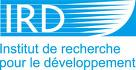 IRD
Institut de recherche
pour le développement